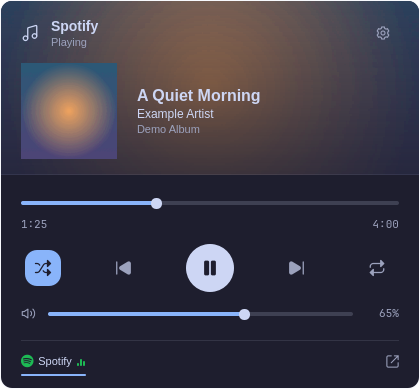 Spotify
Playing
A Quiet Morning
Example Artist
Demo Album
1:25
4:00
65%
Spotify